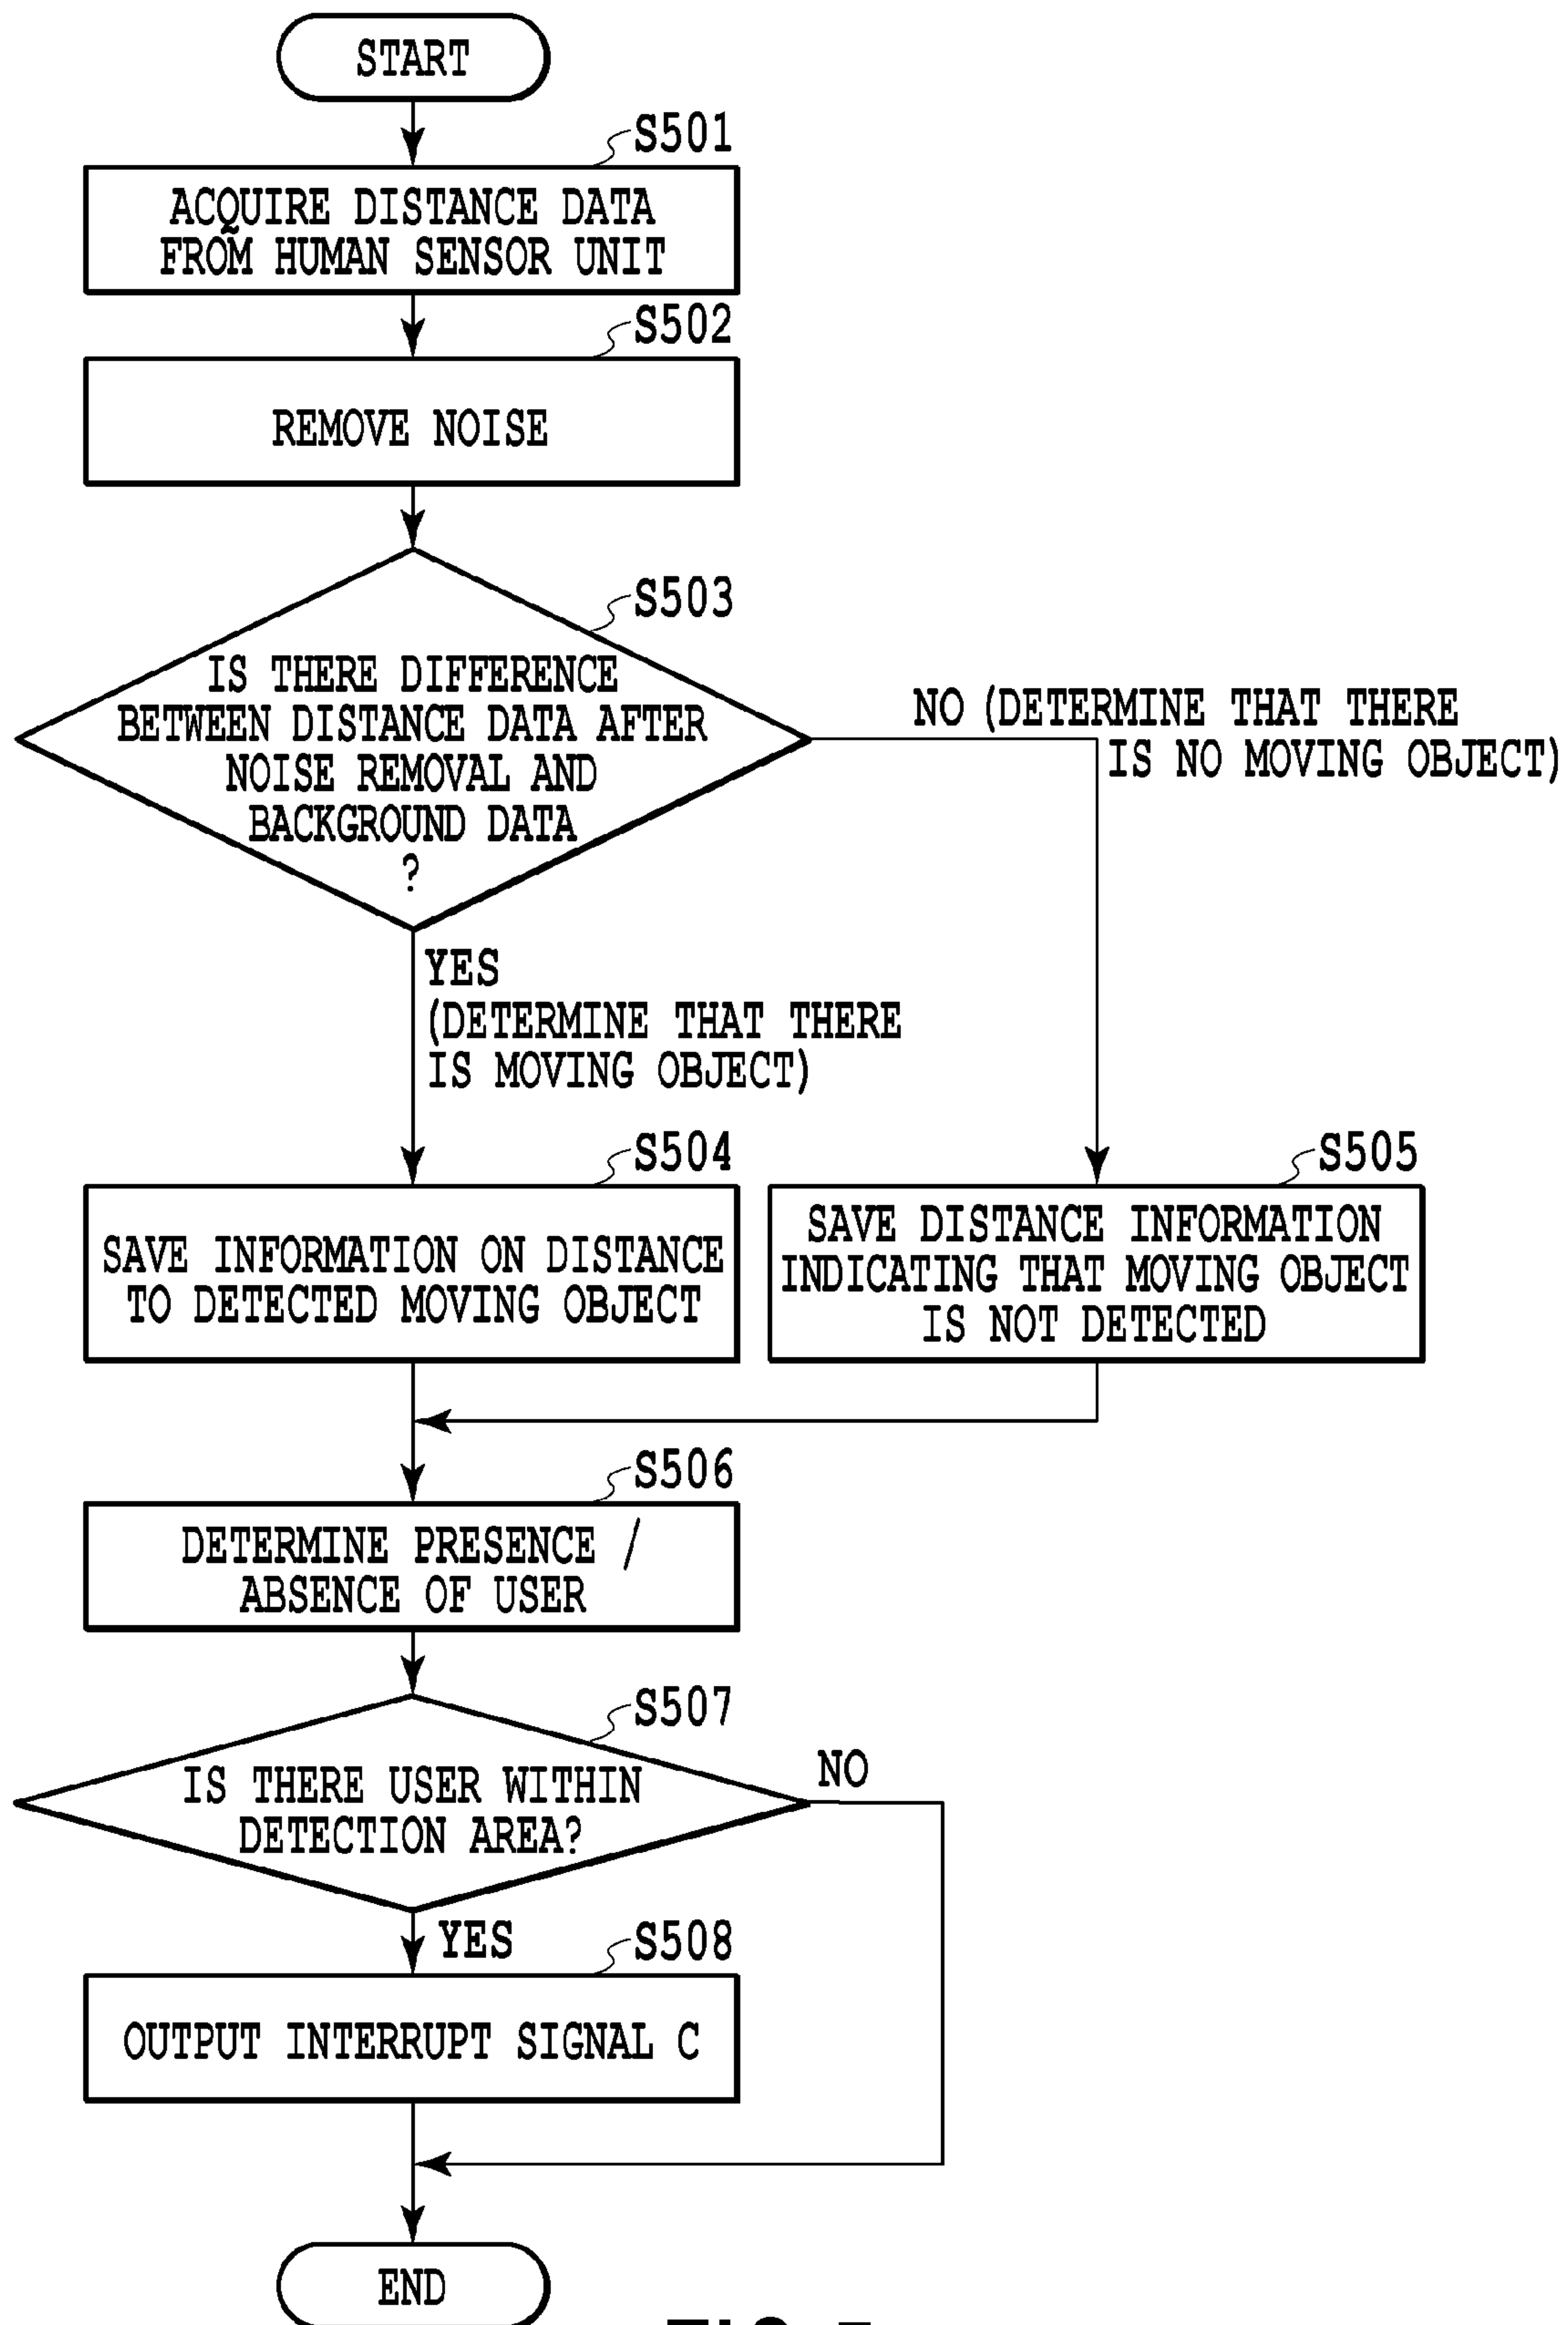 START
S501
ACQUIRE DISTANCE DATA
FROM HUMAN SENSOR UNIT
S502
REMOVE NOISE
S503
IS THERE DIFFERENCE
BETWEEN DISTANCE DATA AFTER
NOISE REMOVAL AND
BACKGROUND DATA
?
NO (DETERMINE THAT THERE
IS NO MOVING OBJECT)
YES
(DETERMINE THAT THERE
IS MOVING OBJECT)
S504
SAVE INFORMATION ON DISTANCE
TO DETECTED MOVING OBJECT
S505
SAVE DISTANCE INFORMATION
INDICATING THAT MOVING OBJECT
IS NOT DETECTED
S506
DETERMINE PRESENCE /
ABSENCE OF USER
S507
IS THERE USER WITHIN
DETECTION AREA?
NO
YES
S508
OUTPUT INTERRUPT SIGNAL C
END